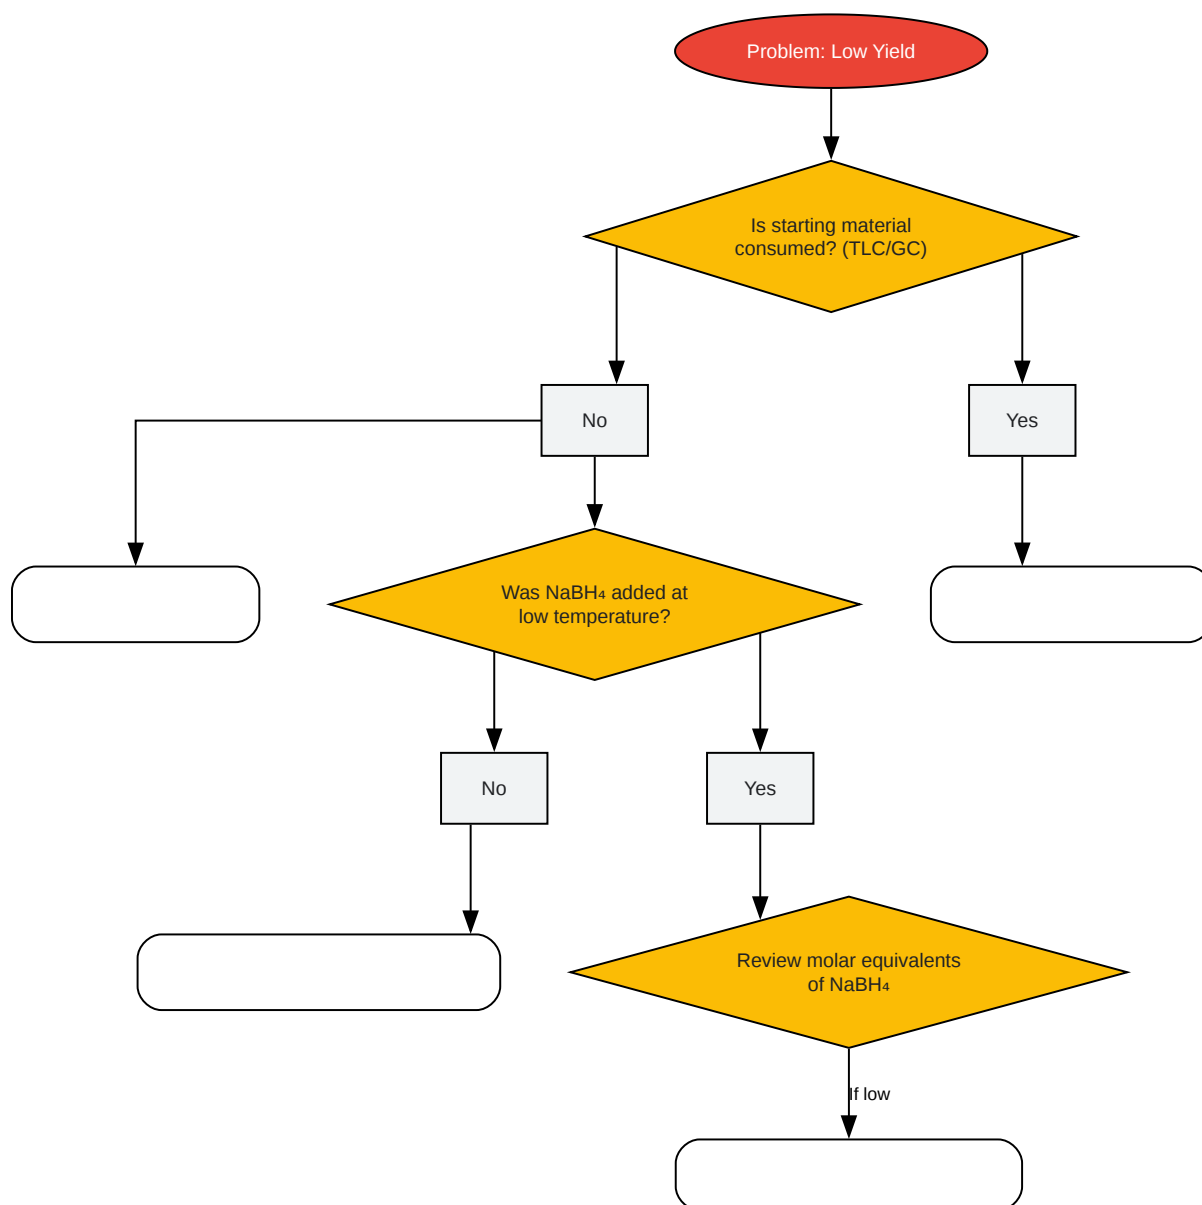 Problem: Low Yield
Is starting material
consumed? (TLC/GC)
No
Yes
Was NaBH₄ added at
low temperature?
No
Yes
Review molar equivalents
of NaBH₄
If low